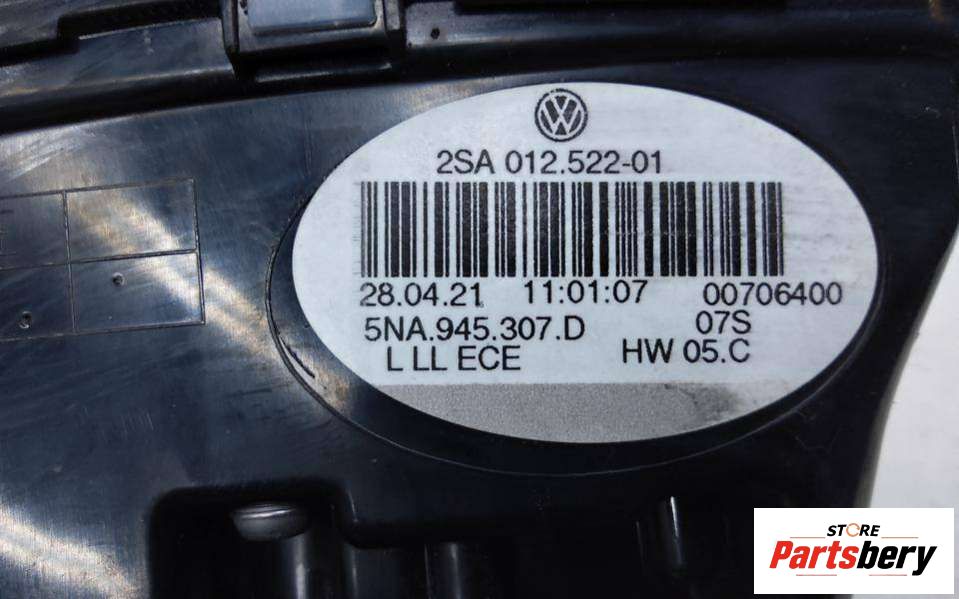 VW
2SA 012.522-01
28.04.21 11:01:07 00706400
5NA.945.307.D 07S
L LL ECE HW 05.C
STORE
Partsbery